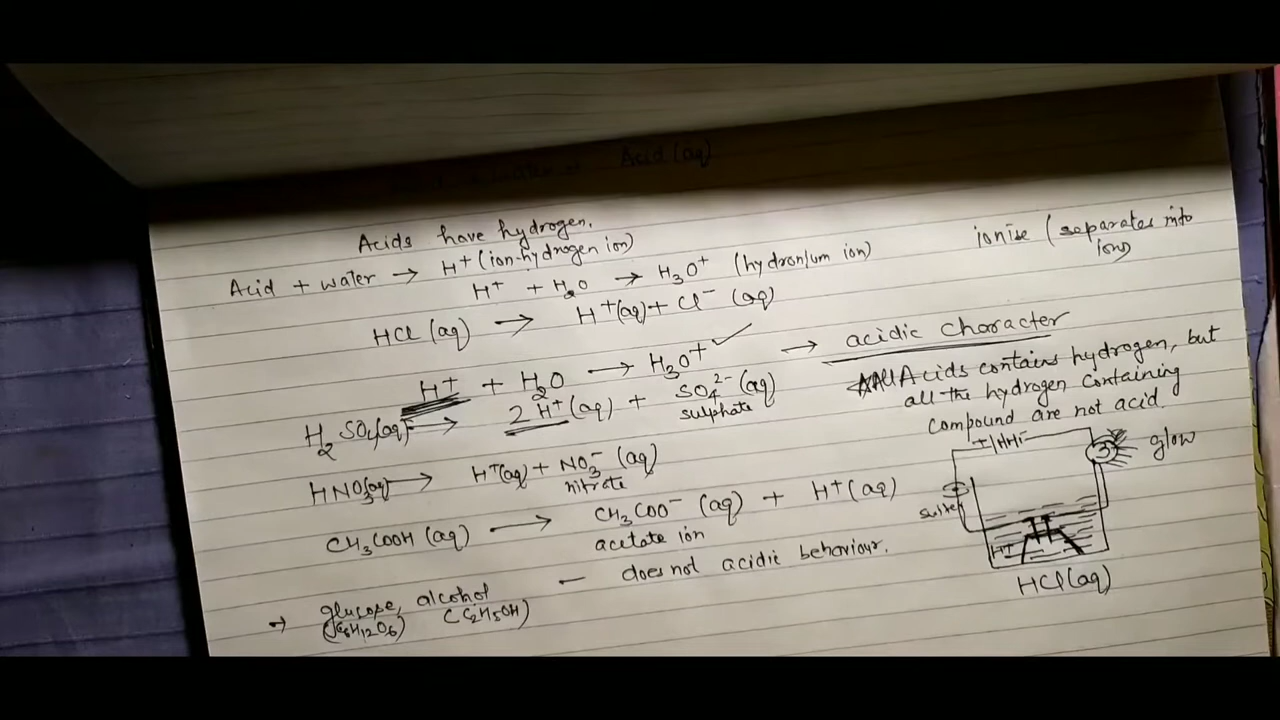 Acid (aq)
Acids have hydrogen.
Acid + water → H⁺ (ion-hydrogen ion)
ionise (separates into ions)
H⁺ + H₂O → H₃O⁺ (hydronium ion)
HCl (aq) → H⁺(aq) + Cl⁻ (aq)
H⁺ + H₂O → H₃O⁺ ✓ → acidic character
H₂SO₄(aq) → 2H⁺(aq) + SO₄²⁻ (aq)
sulphate
All Acids contains hydrogen, but
all the hydrogen containing
compound are not acid.
HNO₃(aq) → H⁺(aq) + NO₃⁻ (aq)
nitrate
CH₃COOH (aq) → CH₃COO⁻ (aq) + H⁺(aq)
acetate ion
→ glucose, alcohol — does not acidic behaviour.
(C₆H₁₂O₆) (C₂H₅OH)
glow
H⁺
HCl(aq)